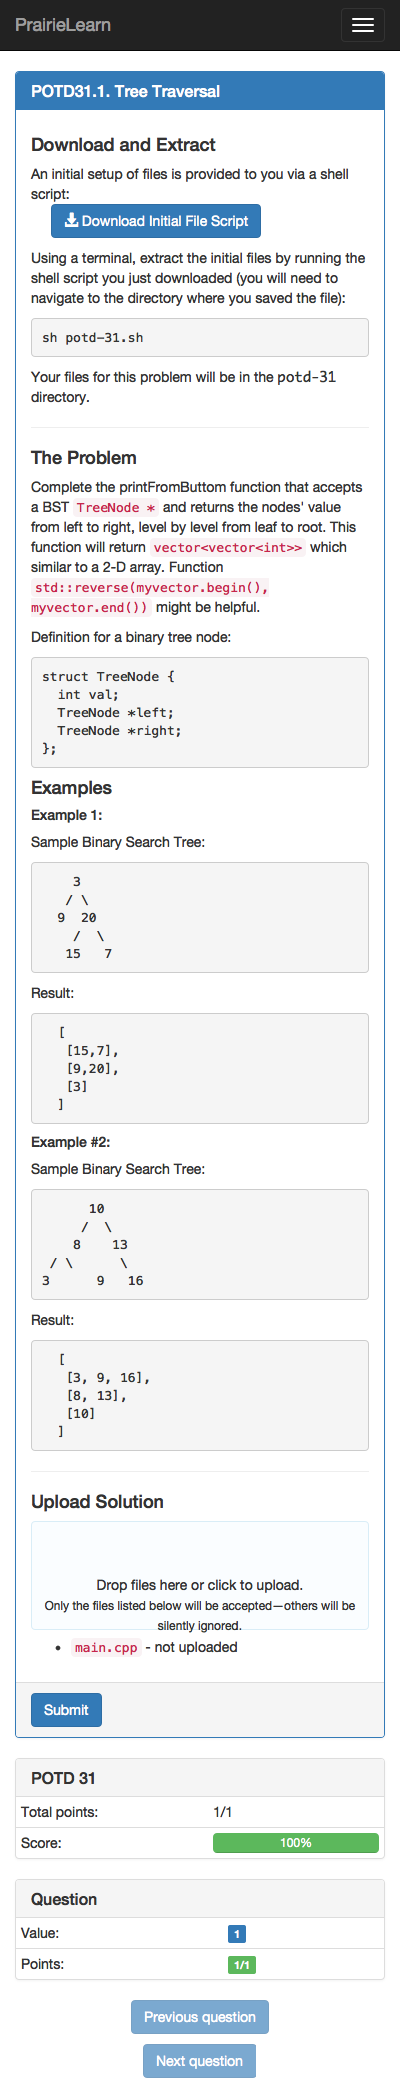 PrairieLearn
POTD31.1. Tree Traversal
Download and Extract
An initial setup of files is provided to you via a shell
script:
Download Initial File Script
Using a terminal, extract the initial files by running the
shell script you just downloaded (you will need to
navigate to the directory where you saved the file):
sh potd-31.sh
Your files for this problem will be in the potd-31
directory.
The Problem
Complete the printFromButtom function that accepts
a BST TreeNode * and returns the nodes' value
from left to right, level by level from leaf to root. This
function will return vector<vector<int>> which
similar to a 2-D array. Function
std::reverse(myvector.begin(),
myvector.end()) might be helpful.
Definition for a binary tree node:
struct TreeNode {
  int val;
  TreeNode *left;
  TreeNode *right;
};
Examples
Example 1:
Sample Binary Search Tree:
    3
   / \
  9  20
    /  \
   15   7
Result:
  [
   [15,7],
   [9,20],
   [3]
  ]
Example #2:
Sample Binary Search Tree:
      10
     /  \
    8    13
 / \      \
3      9   16
Result:
  [
   [3, 9, 16],
   [8, 13],
   [10]
  ]
Upload Solution
Drop files here or click to upload.
Only the files listed below will be accepted—others will be
silently ignored.
• main.cpp - not uploaded
Submit
POTD 31
Total points: 1/1
Score: 100%
Question
Value: 1
Points: 1/1
Previous question
Next question